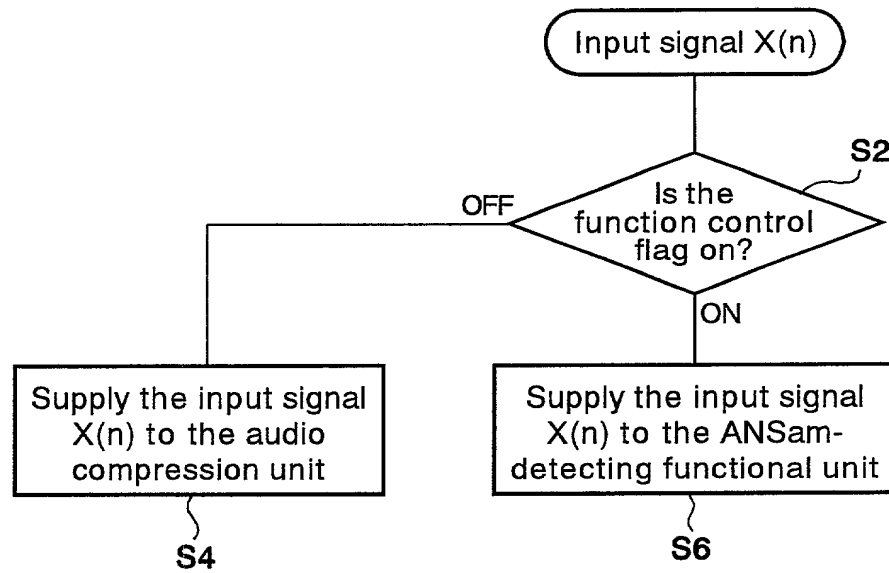 Input signal X(n)
S2
Is the
function control
flag on?
OFF
ON
Supply the input signal
X(n) to the audio
compression unit
Supply the input signal
X(n) to the ANSam-
detecting functional unit
S4
S6